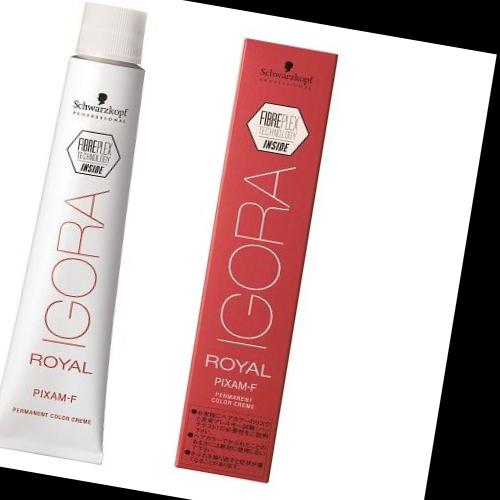 Schwarzkopf
PROFESSIONAL
FIBREPLEX
TECHNOLOGY
INSIDE
IGORA
ROYAL
PIXAM-F
PERMANENT COLOR CREME
Schwarzkopf
PROFESSIONAL
FIBREPLEX
TECHNOLOGY
INSIDE
IGORA
ROYAL
PIXAM-F
PERMANENT
COLOR CREME